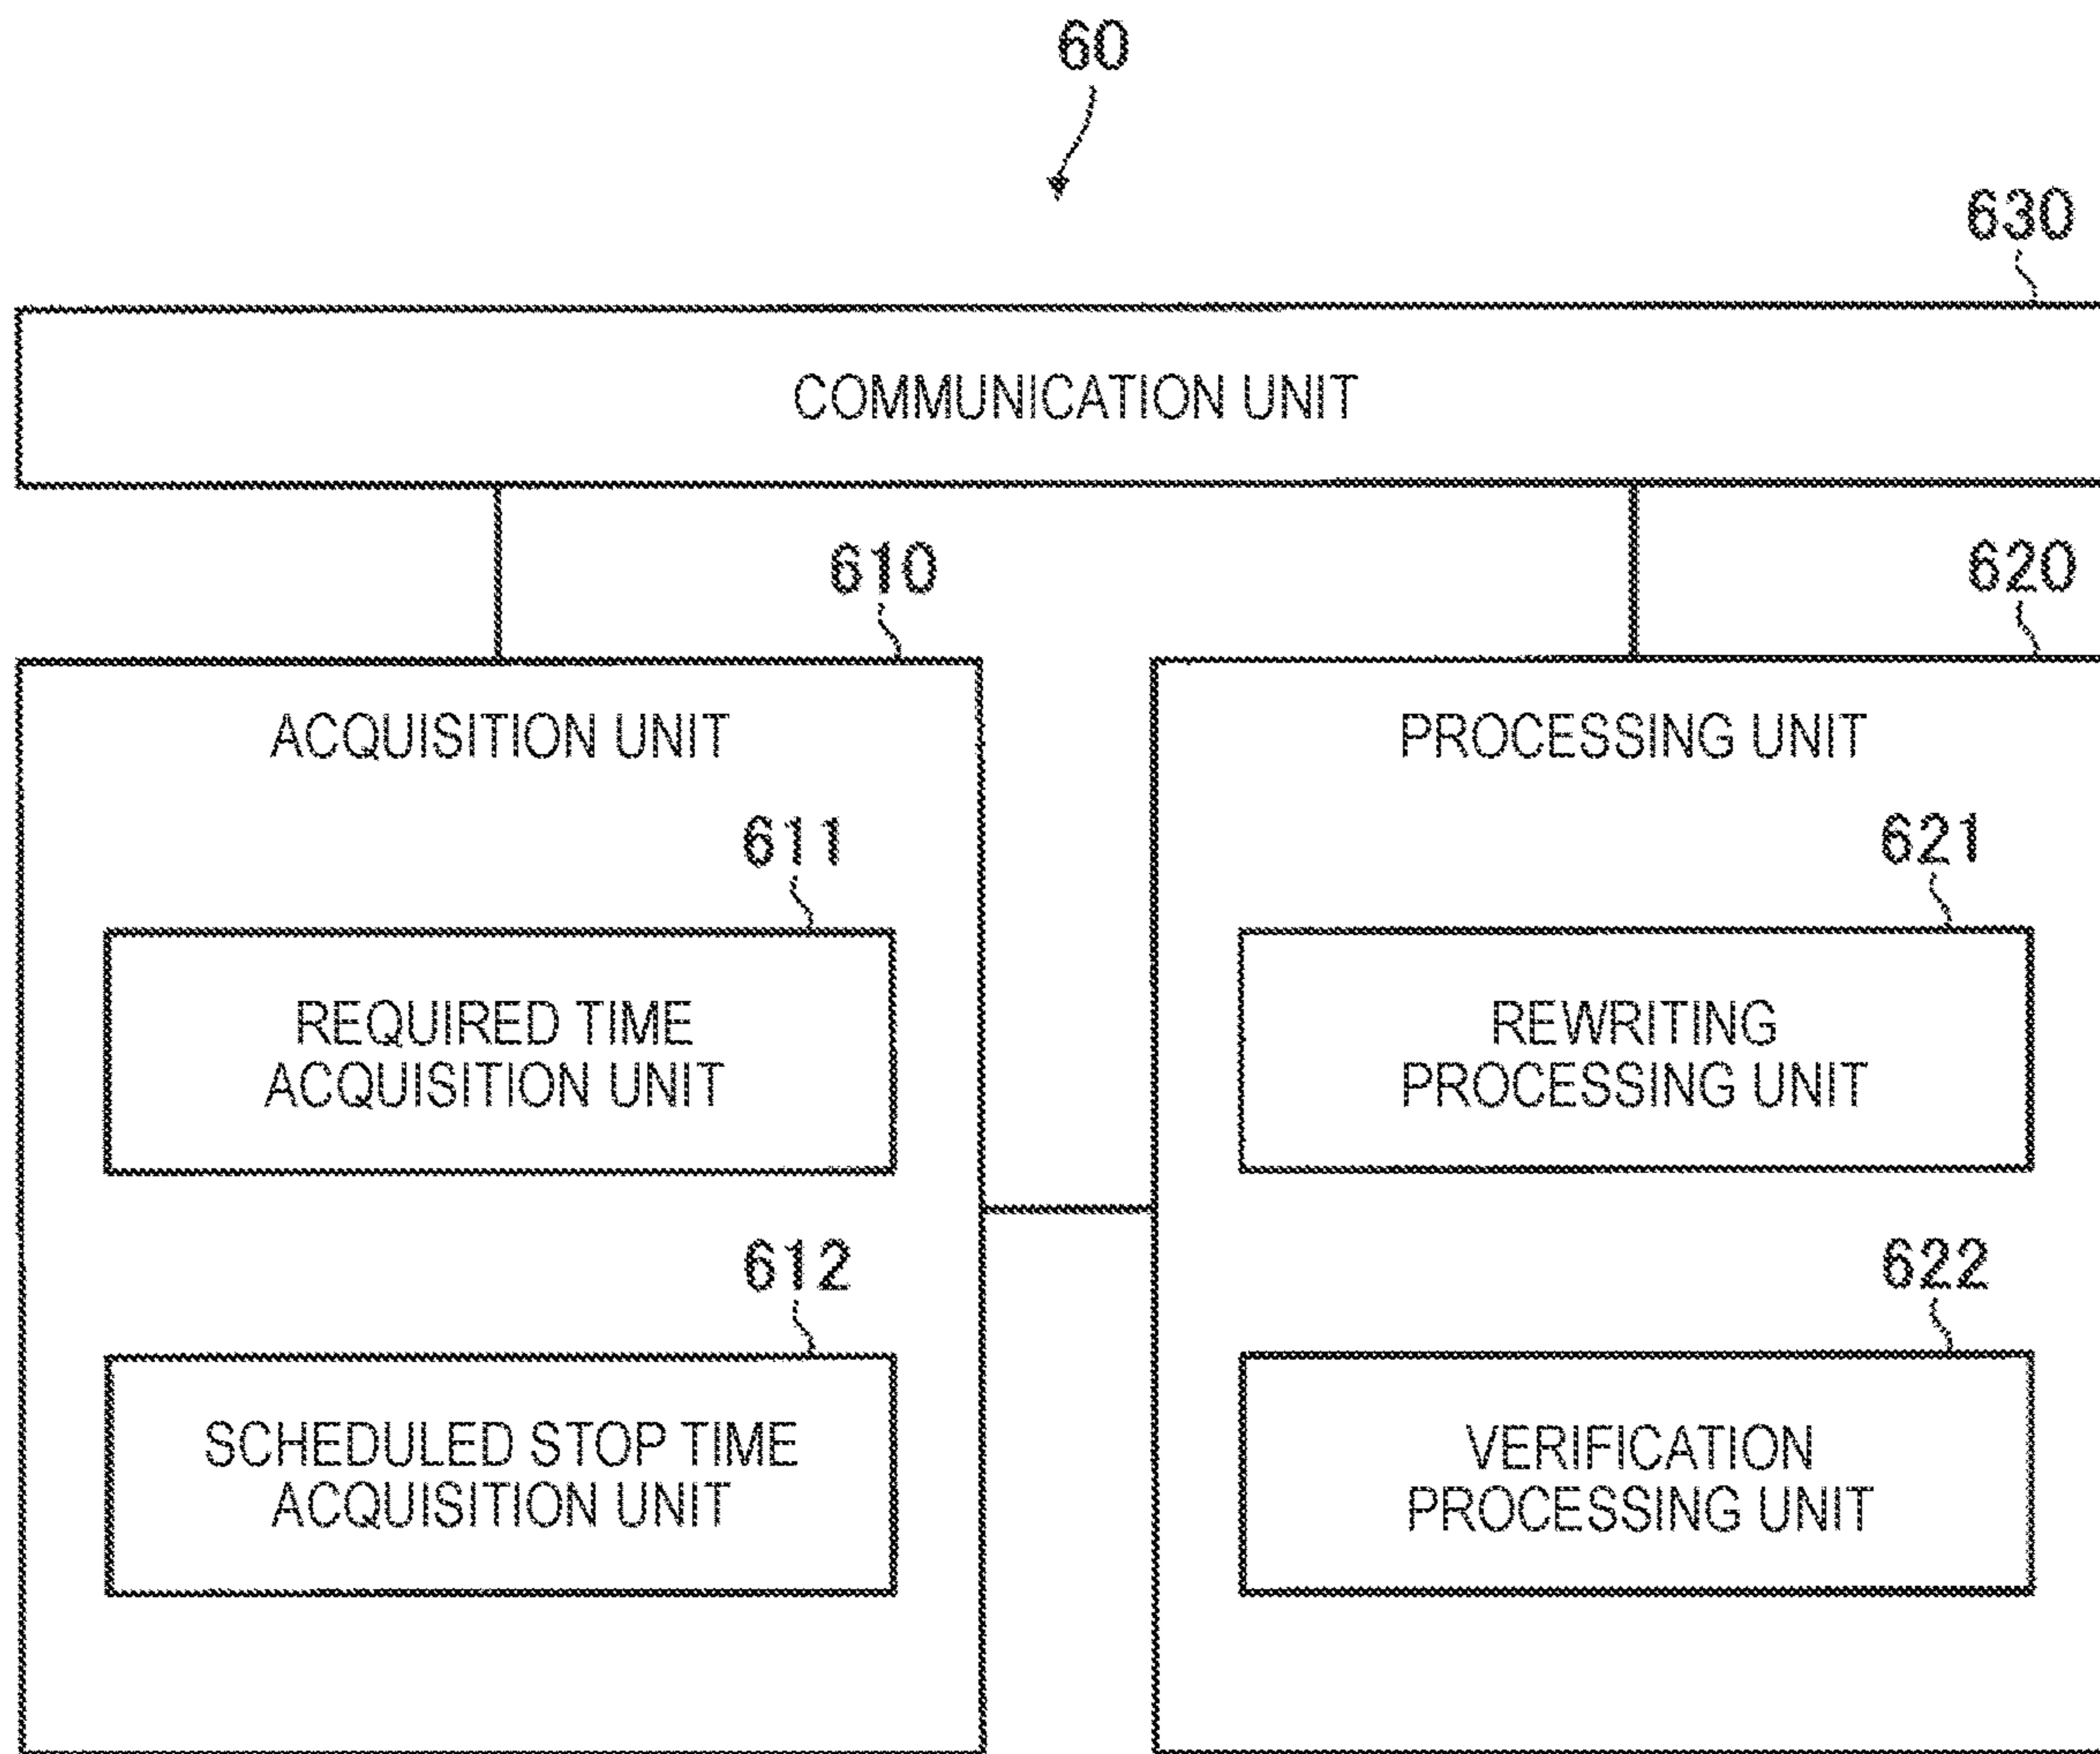 60
630
COMMUNICATION UNIT
610
620
ACQUISITION UNIT
PROCESSING UNIT
611
621
REQUIRED TIME
ACQUISITION UNIT
REWRITING
PROCESSING UNIT
612
622
SCHEDULED STOP TIME
ACQUISITION UNIT
VERIFICATION
PROCESSING UNIT